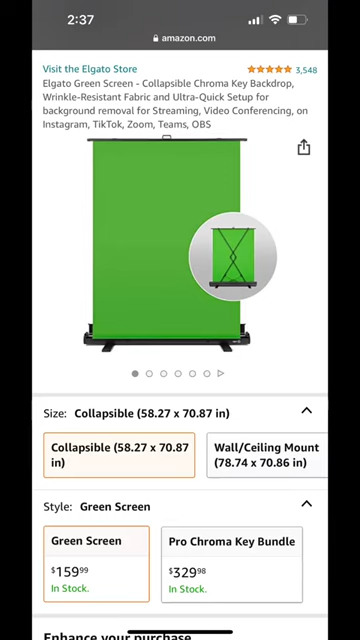 2:37
amazon.com
Visit the Elgato Store
3,548
Elgato Green Screen - Collapsible Chroma Key Backdrop,
Wrinkle-Resistant Fabric and Ultra-Quick Setup for
background removal for Streaming, Video Conferencing, on
Instagram, TikTok, Zoom, Teams, OBS
Size: Collapsible (58.27 x 70.87 in)
Collapsible (58.27 x 70.87
in)
Wall/Ceiling Mount
(78.74 x 70.86 in)
Style: Green Screen
Green Screen
$159.99
In Stock.
Pro Chroma Key Bundle
$329.98
In Stock.
Enhance your purchase